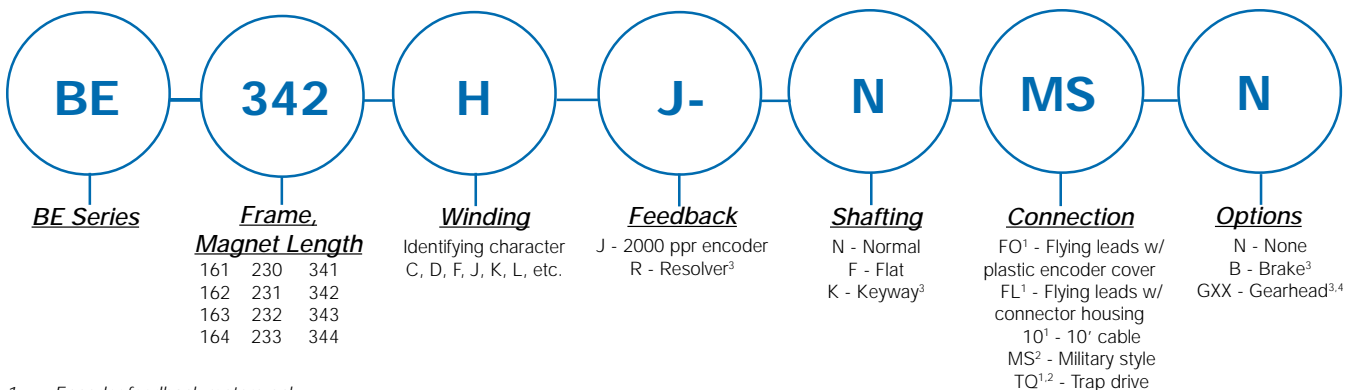 BE 342 H J- N MS N
BE Series
Frame,
Magnet Length
161 230 341
162 231 342
163 232 343
164 233 344
Winding
Identifying character
C, D, F, J, K, L, etc.
Feedback
J - 2000 ppr encoder
R - Resolver³
Shafting
N - Normal
F - Flat
K - Keyway³
Connection
FO¹ - Flying leads w/
plastic encoder cover
FL¹ - Flying leads w/
connector housing
10¹ - 10’ cable
MS² - Military style
TQ¹,² - Trap drive
Options
N - None
B - Brake³
GXX - Gearhead³,⁴